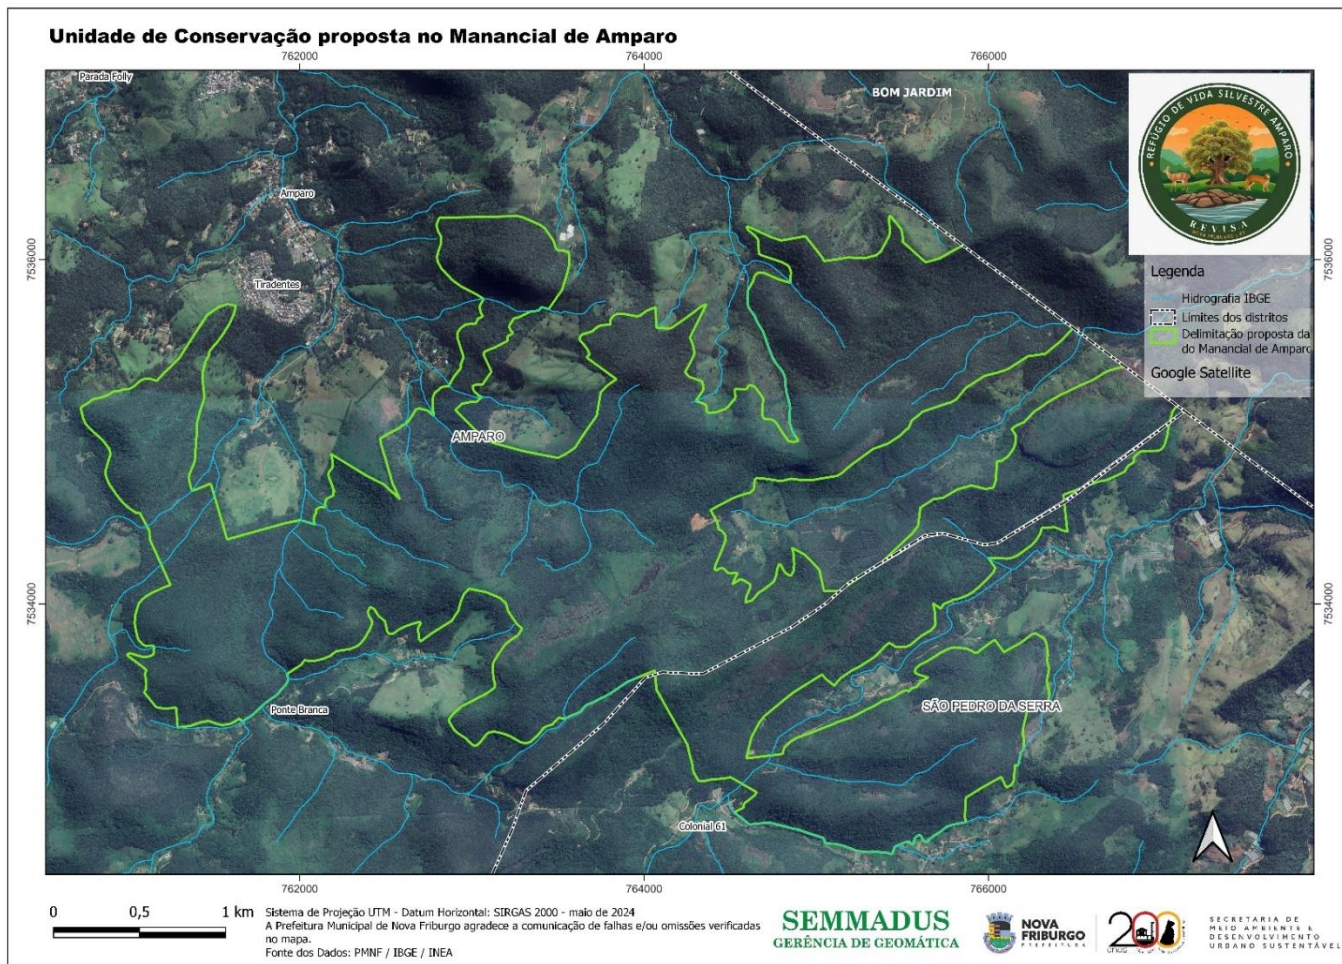 Unidade de Conservação proposta no Manancial de Amparo
762000
764000
766000
Parada Folly
BOM JARDIM
REFÚGIO DE VIDA SILVESTRE AMPARO
REVISA
Amparo
7536000
7536000
Tiradentes
Legenda
Hidrografia IBGE
Limites dos distritos
Delimitação proposta da
do Manancial de Amparo
Google Satellite
AMPARO
7534000
7534000
Ponte Branca
SÃO PEDRO DA SERRA
Colonial 61
762000
764000
766000
0 0,5 1 km
Sistema de Projeção UTM - Datum Horizontal: SIRGAS 2000 - maio de 2024
A Prefeitura Municipal de Nova Friburgo agradece a comunicação de falhas e/ou omissões verificadas
no mapa.
Fonte dos Dados: PMNF / IBGE / INEA
SEMMADUS
GERÊNCIA DE GEOMÁTICA
NOVA
FRIBURGO
PREFEITURA
200
anos
SECRETARIA DE
MEIO AMBIENTE E
DESENVOLVIMENTO
URBANO SUSTENTÁVEL